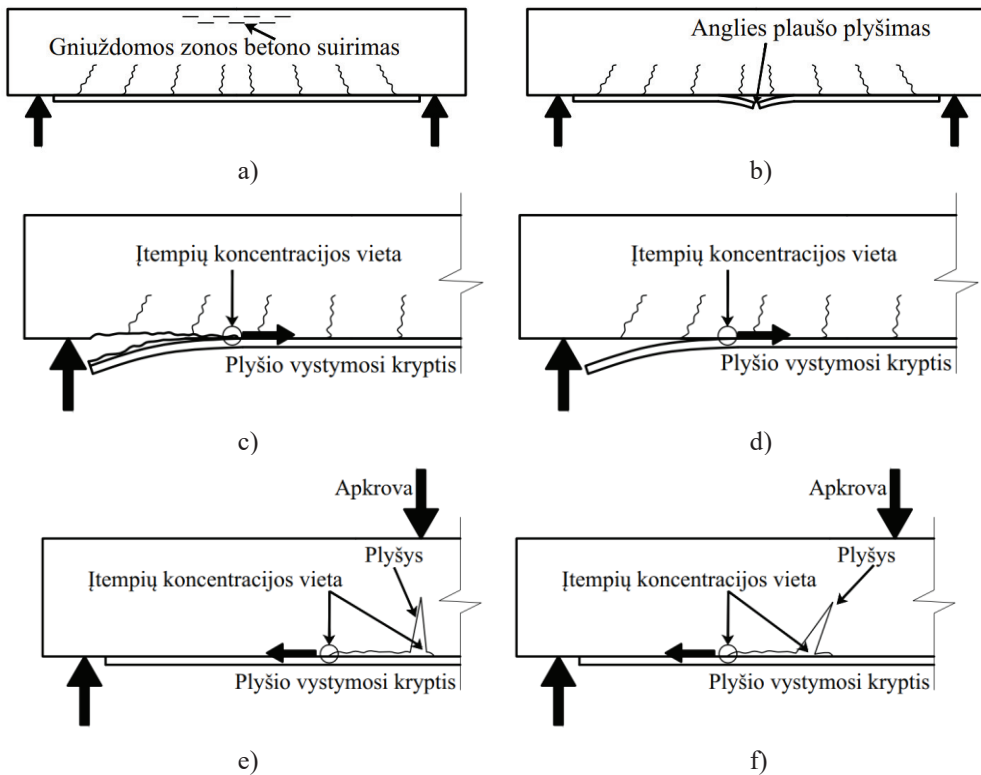 Gniuždomos zonos betono suirimas
Anglies plaušo plyšimas
a)
b)
Įtempių koncentracijos vieta
Plyšio vystymosi kryptis
Įtempių koncentracijos vieta
Plyšio vystymosi kryptis
c)
d)
Apkrova
Plyšys
Įtempių koncentracijos vieta
Plyšio vystymosi kryptis
Apkrova
Plyšys
Įtempių koncentracijos vieta
Plyšio vystymosi kryptis
e)
f)